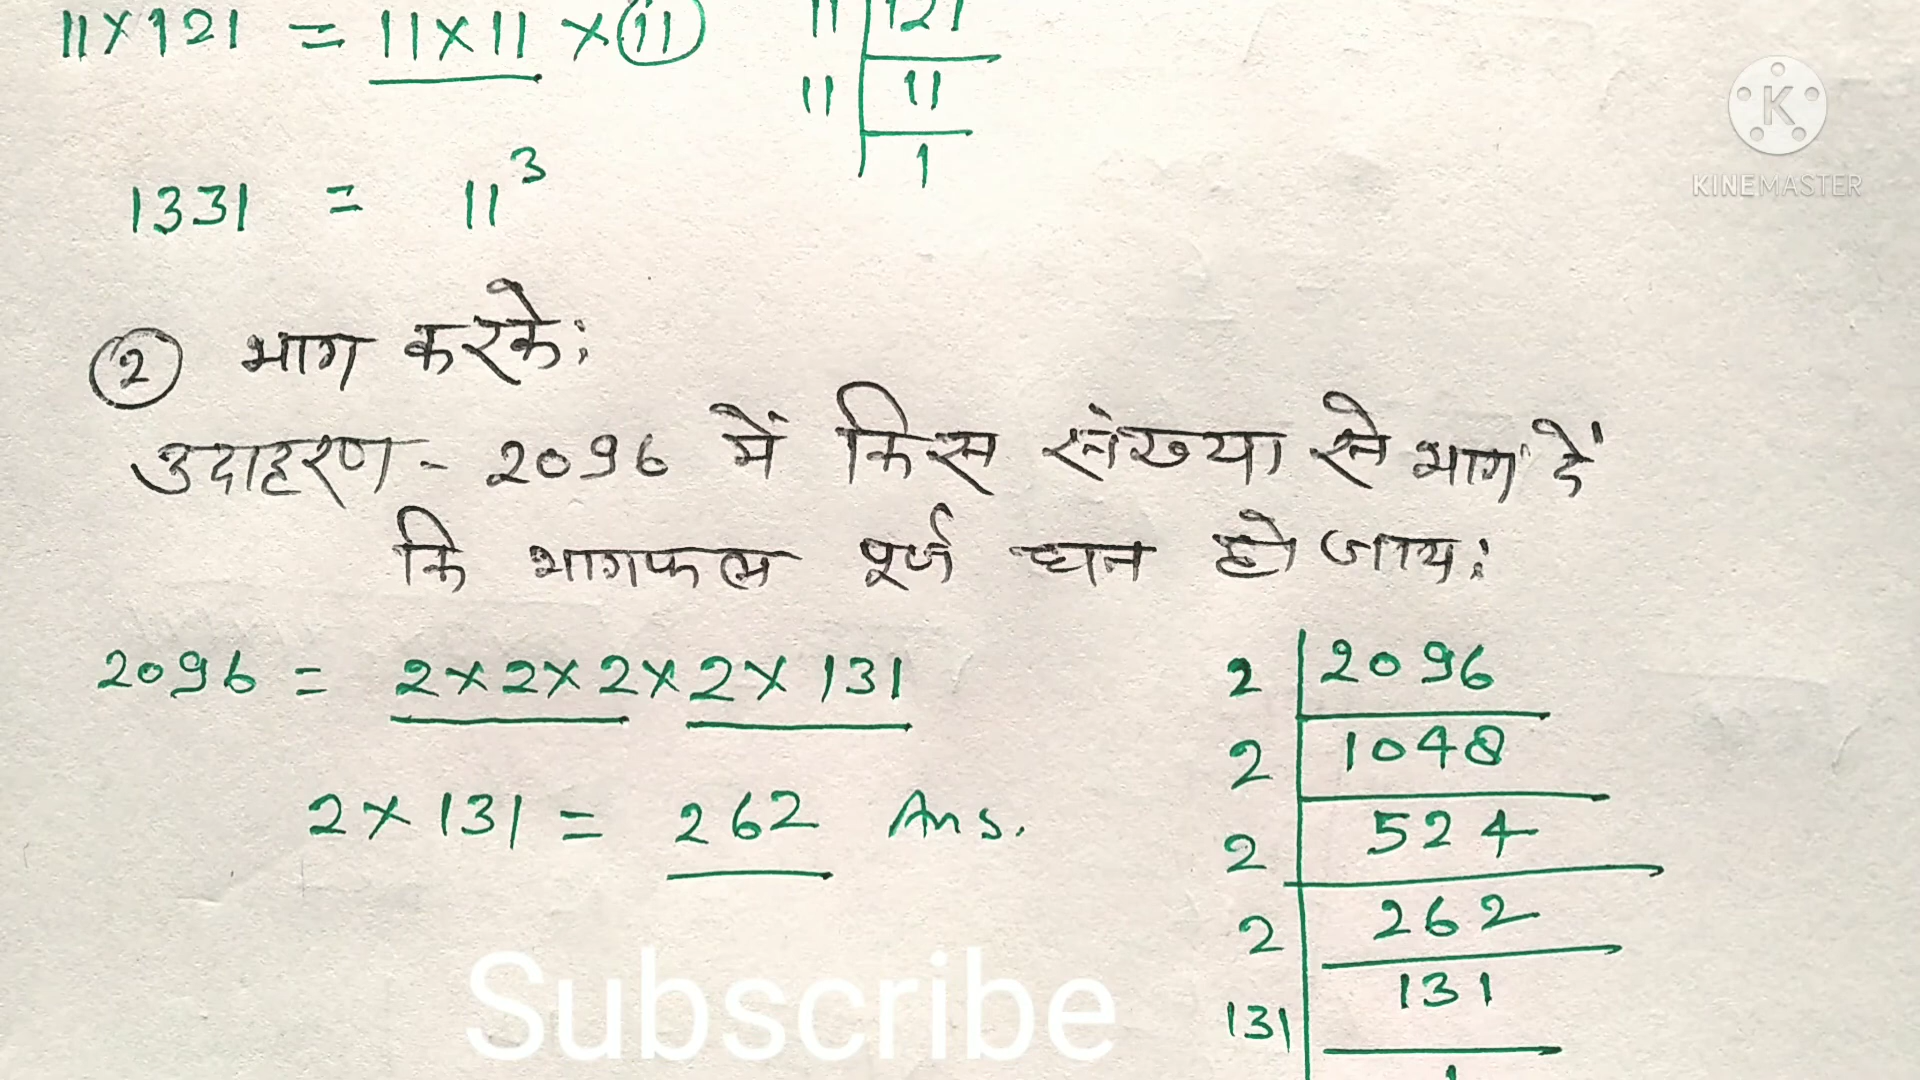 11×121 = 11×11×11
11 | 121
11 | 11
1
1331 = 11³
KINEMASTER
② भाग करके:
उदाहरण - 2096 में किस संख्या से भाग दें
कि भागफल पूर्ण घन हो जाय:
2096 = 2×2×2×2×131
2×131 = 262 Ans.
2 | 2096
2 | 1048
2 | 524
2 | 262
131 | 131
1
Subscribe